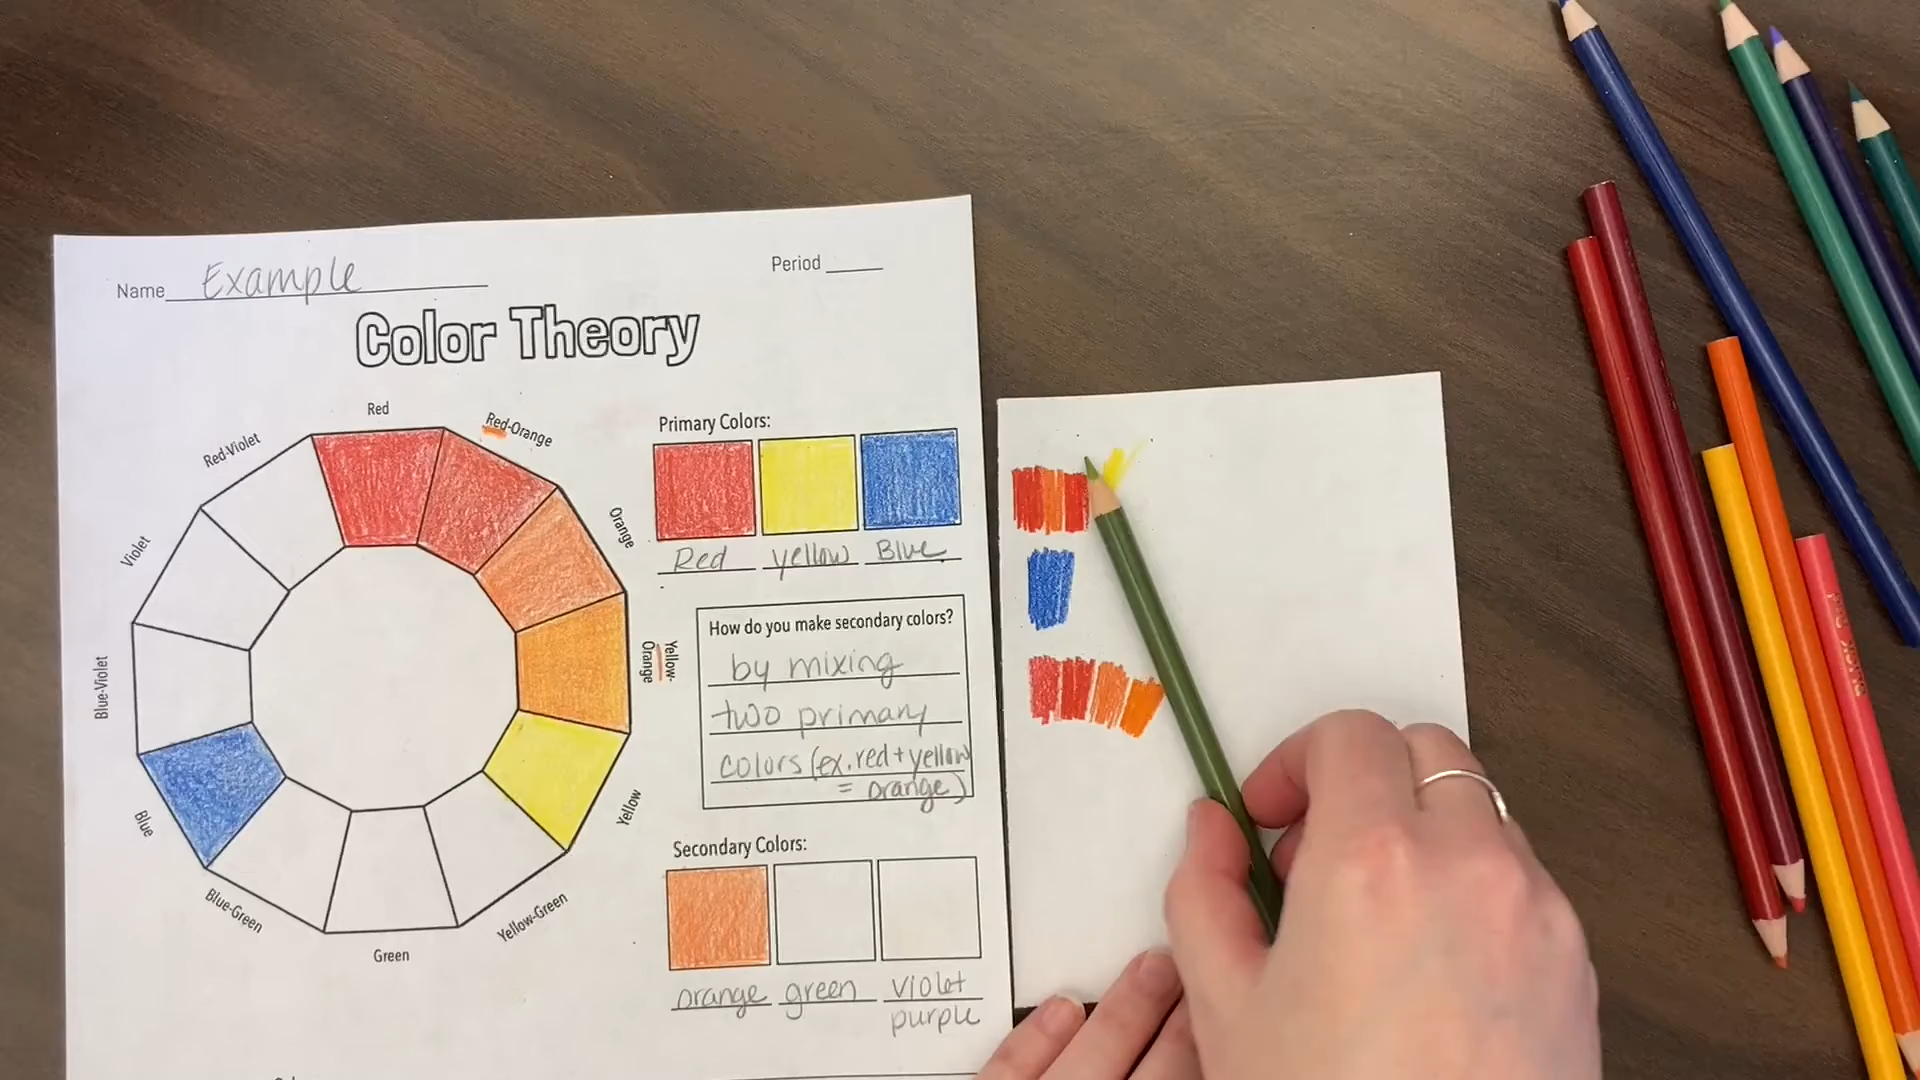 Name Example
Period
Color Theory
Red
Red-Orange
Orange
Yellow-
Orange
Yellow
Yellow-Green
Green
Blue-Green
Blue
Blue-Violet
Violet
Red-Violet
Primary Colors:
Red yellow Blue
How do you make secondary colors?
by mixing
two primary
colors (ex. red + yellow
= orange)
Secondary Colors:
orange green violet
purple